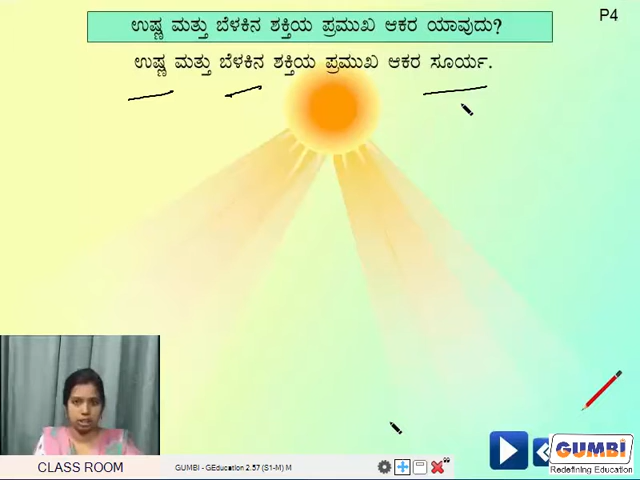 ಉಷ್ಣ ಮತ್ತು ಬೆಳಕಿನ ಶಕ್ತಿಯ ಪ್ರಮುಖ ಆಕರ ಯಾವುದು?
P4
ಉಷ್ಣ ಮತ್ತು ಬೆಳಕಿನ ಶಕ್ತಿಯ ಪ್ರಮುಖ ಆಕರ ಸೂರ್ಯ.
GUMBI
Redefining Education
CLASS ROOM
GUMBI - GEducation 2.57 (S1-M) M